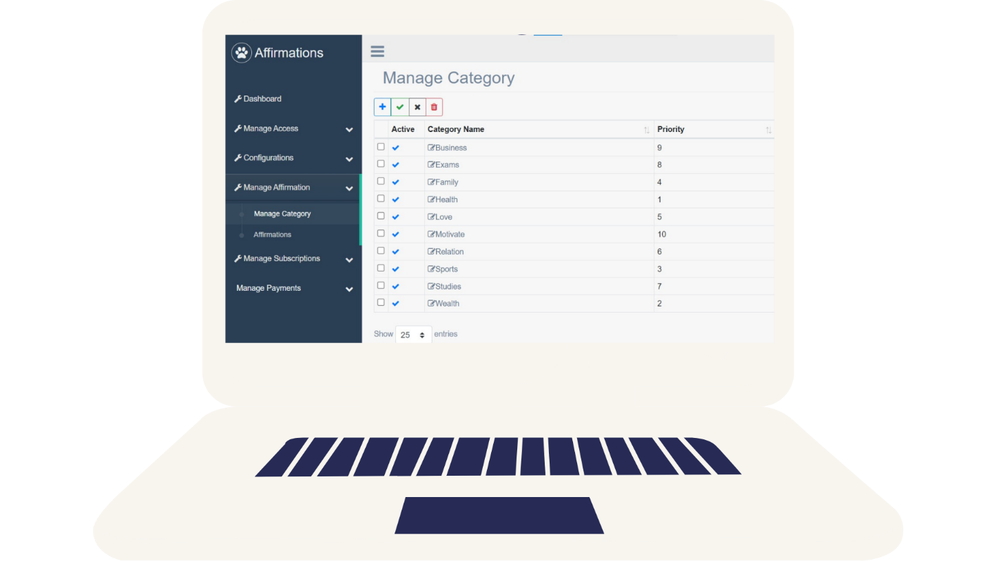 Affirmations
Manage Category
Dashboard
Manage Access
Configurations
Manage Affirmation
Manage Category
Affirmations
Manage Subscriptions
Manage Payments
Active Category Name Priority
Business 9
Exams 8
Family 4
Health 1
Love 5
Motivate 10
Relation 6
Sports 3
Studies 7
Wealth 2
Show 25 entries